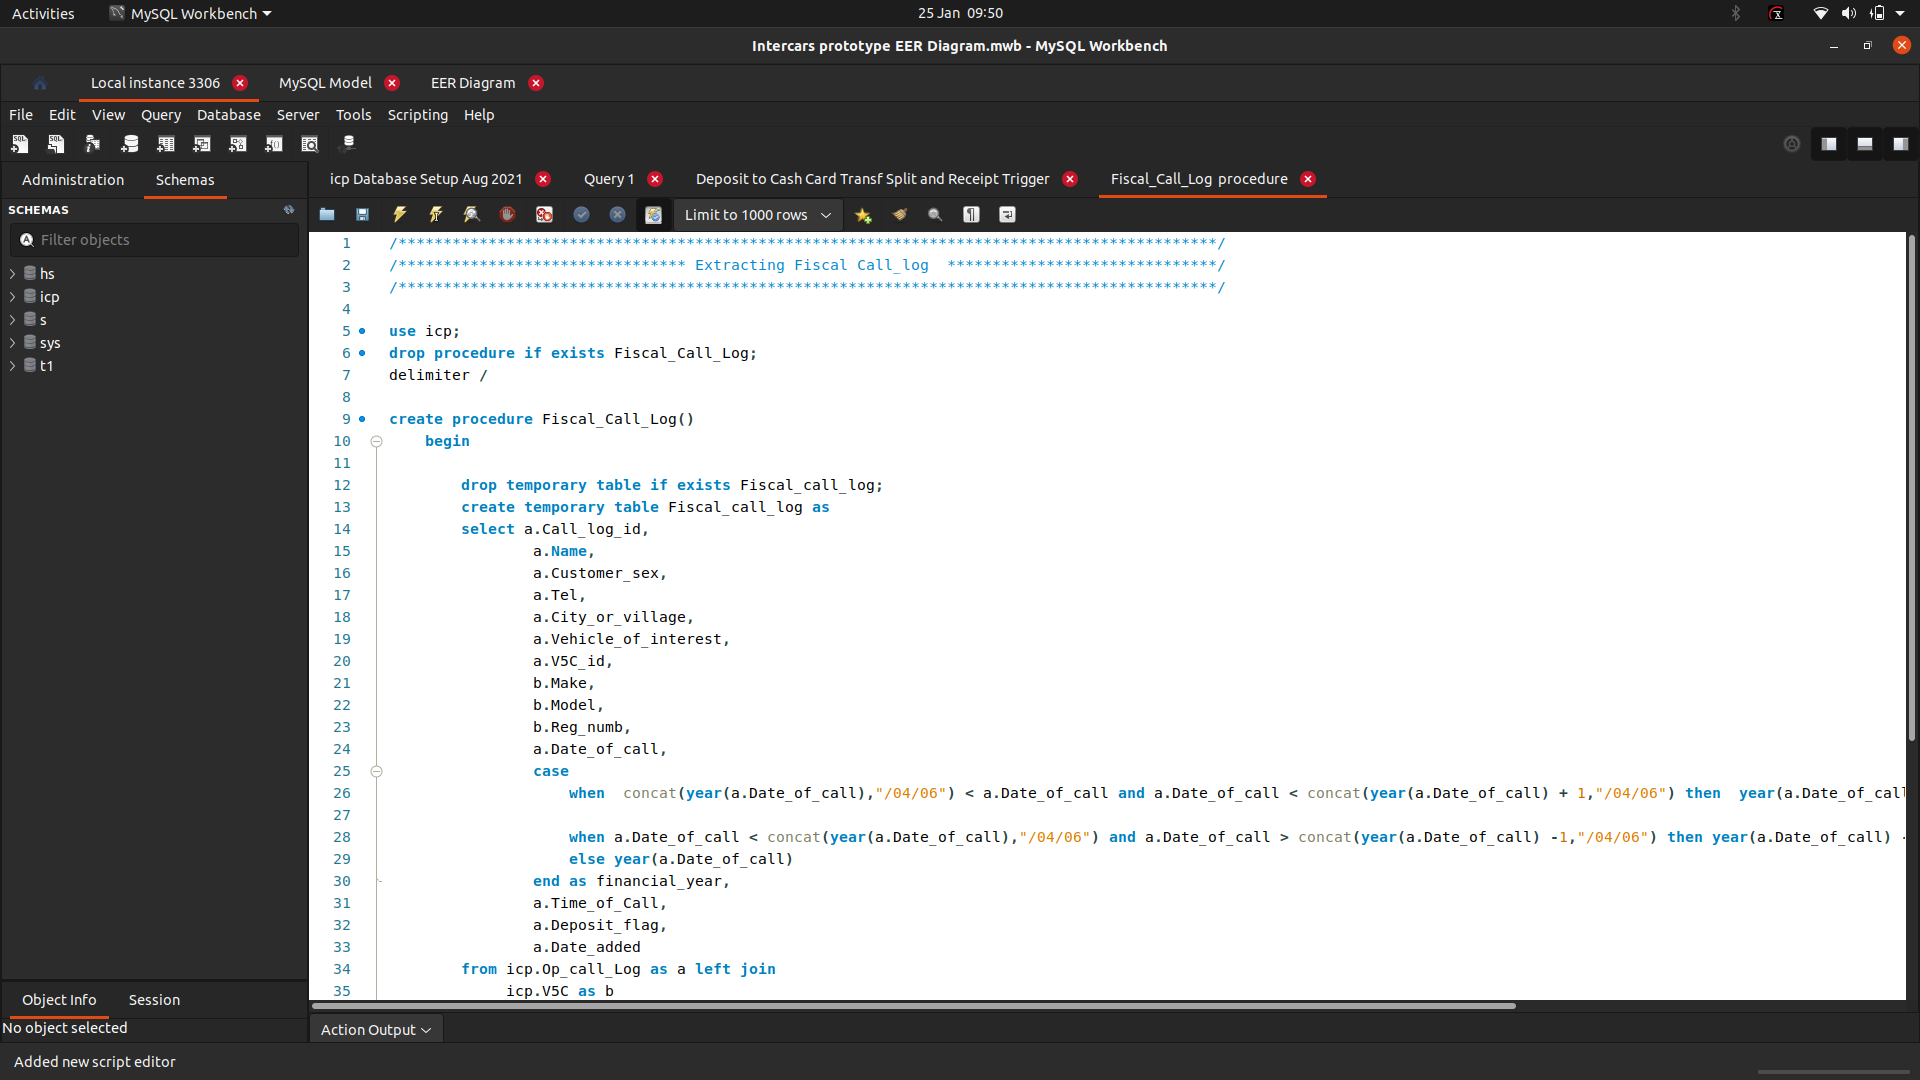 Activities MySQL Workbench 25 Jan 09:50
Intercars prototype EER Diagram.mwb - MySQL Workbench
Local instance 3306 MySQL Model EER Diagram
File Edit View Query Database Server Tools Scripting Help
Administration Schemas
icp Database Setup Aug 2021 Query 1 Deposit to Cash Card Transf Split and Receipt Trigger Fiscal_Call_Log procedure
SCHEMAS
Limit to 1000 rows
Filter objects
hs
icp
s
sys
t1
1 /*******************************************************************************************/
2 /******************************** Extracting Fiscal Call_log ******************************/
3 /*******************************************************************************************/
4
5 use icp;
6 drop procedure if exists Fiscal_Call_Log;
7 delimiter /
8
9 create procedure Fiscal_Call_Log()
10 begin
11
12 drop temporary table if exists Fiscal_call_log;
13 create temporary table Fiscal_call_log as
14 select a.Call_log_id,
15 a.Name,
16 a.Customer_sex,
17 a.Tel,
18 a.City_or_village,
19 a.Vehicle_of_interest,
20 a.V5C_id,
21 b.Make,
22 b.Model,
23 b.Reg_numb,
24 a.Date_of_call,
25 case
26 when concat(year(a.Date_of_call),"/04/06") < a.Date_of_call and a.Date_of_call < concat(year(a.Date_of_call) + 1,"/04/06") then year(a.Date_of_call
27
28 when a.Date_of_call < concat(year(a.Date_of_call),"/04/06") and a.Date_of_call > concat(year(a.Date_of_call) -1,"/04/06") then year(a.Date_of_call) -
29 else year(a.Date_of_call)
30 end as financial_year,
31 a.Time_of_Call,
32 a.Deposit_flag,
33 a.Date_added
34 from icp.Op_call_Log as a left join
35 icp.V5C as b
Object Info Session
No object selected
Action Output
Added new script editor